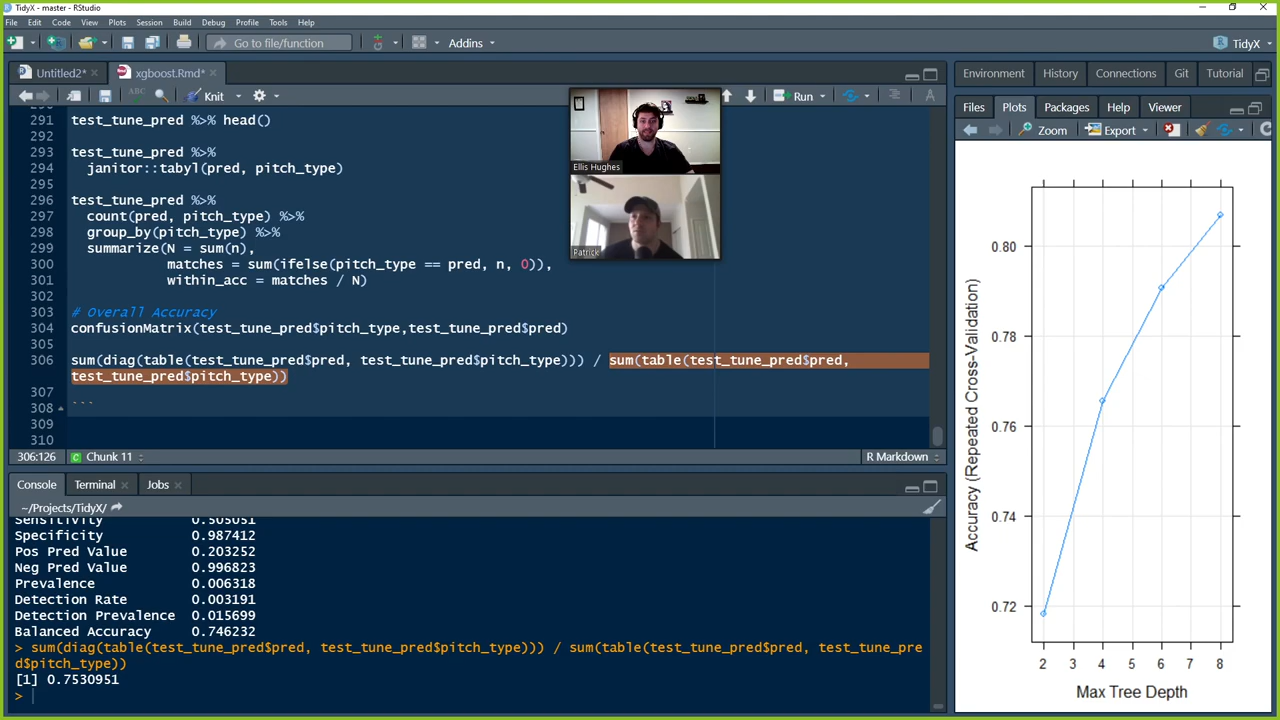 TidyX - master - RStudio
File Edit Code View Plots Session Build Debug Profile Tools Help
Go to file/function Addins TidyX
Untitled2* xgboost.Rmd*
Knit Run
291 test_tune_pred %>% head()
292
293 test_tune_pred %>%
294 janitor::tabyl(pred, pitch_type)
295
296 test_tune_pred %>%
297 count(pred, pitch_type) %>%
298 group_by(pitch_type) %>%
299 summarize(N = sum(n),
300 matches = sum(ifelse(pitch_type == pred, n, 0)),
301 within_acc = matches / N)
302
303 # Overall Accuracy
304 confusionMatrix(test_tune_pred$pitch_type,test_tune_pred$pred)
305
306 sum(diag(table(test_tune_pred$pred, test_tune_pred$pitch_type))) / sum(table(test_tune_pred$pred,
test_tune_pred$pitch_type))
307
308 ```
309
310
306:126 Chunk 11 R Markdown
Ellis Hughes
Patrick
Console Terminal Jobs
~/Projects/TidyX/
Sensitivity 0.505051
Specificity 0.987412
Pos Pred Value 0.203252
Neg Pred Value 0.996823
Prevalence 0.006318
Detection Rate 0.003191
Detection Prevalence 0.015699
Balanced Accuracy 0.746232
> sum(diag(table(test_tune_pred$pred, test_tune_pred$pitch_type))) / sum(table(test_tune_pred$pred, test_tune_pre
d$pitch_type))
[1] 0.7530951
>
Environment History Connections Git Tutorial
Files Plots Packages Help Viewer
Zoom Export
Accuracy (Repeated Cross-Validation)
0.80
0.78
0.76
0.74
0.72
2 3 4 5 6 7 8
Max Tree Depth